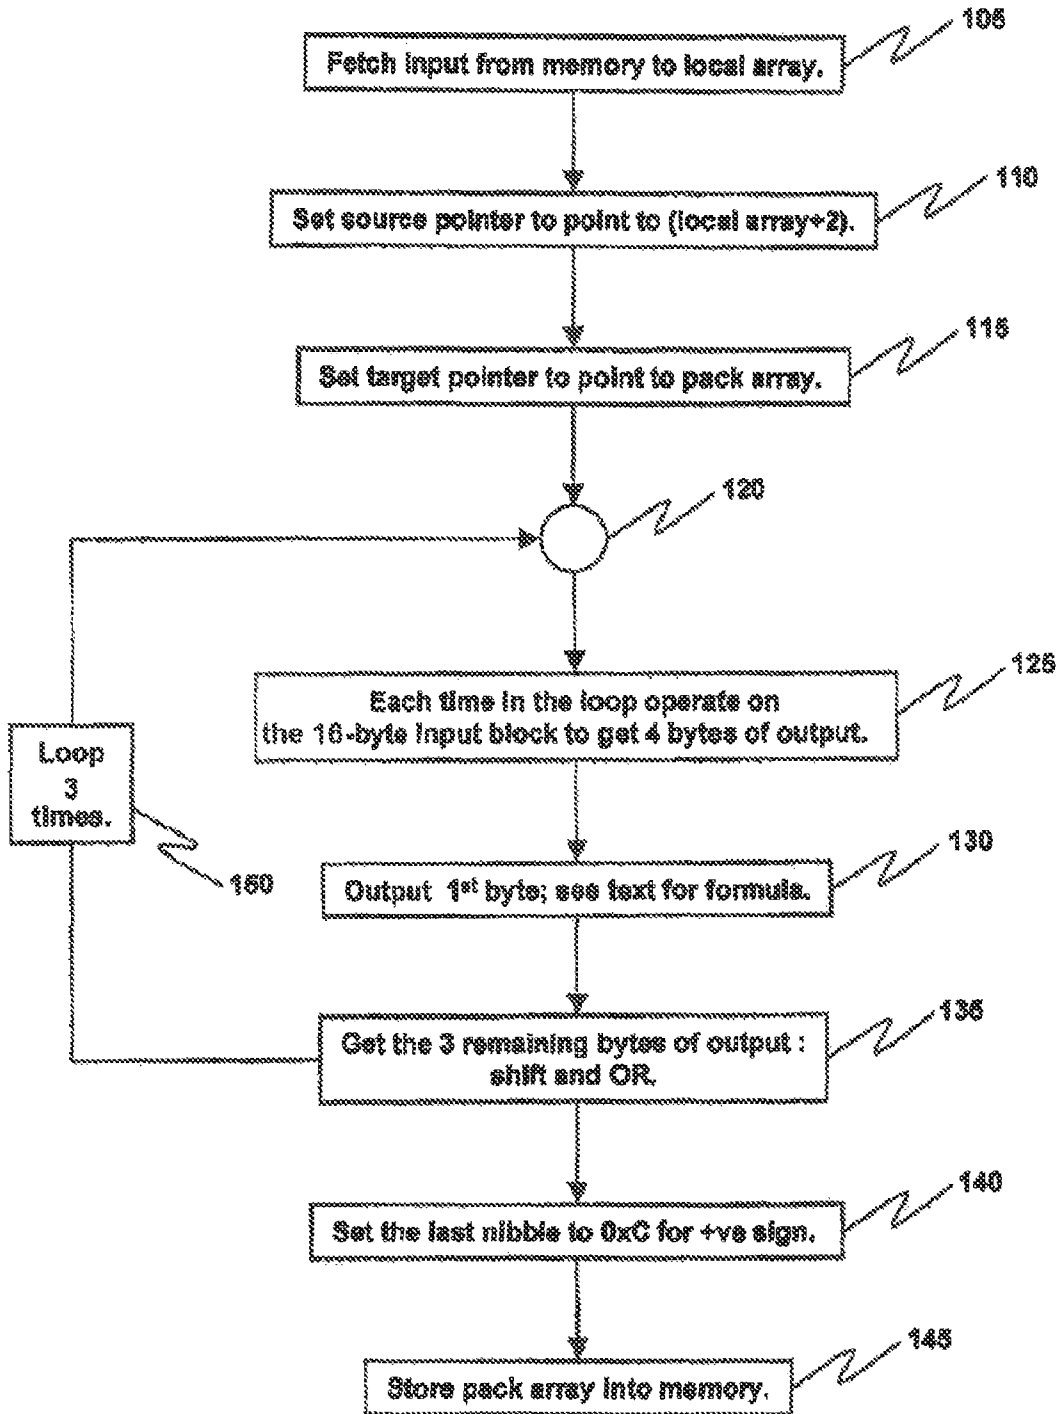 105
Fetch input from memory to local array.
110
Set source pointer to point to (local array+2).
115
Set target pointer to point to pack array.
120
125
Each time in the loop operate on
the 16-byte input block to get 4 bytes of output.
Loop
3
times.
150
130
Output 1st byte; see text for formula.
135
Get the 3 remaining bytes of output :
shift and OR.
140
Set the last nibble to 0xC for +ve sign.
145
Store pack array into memory.